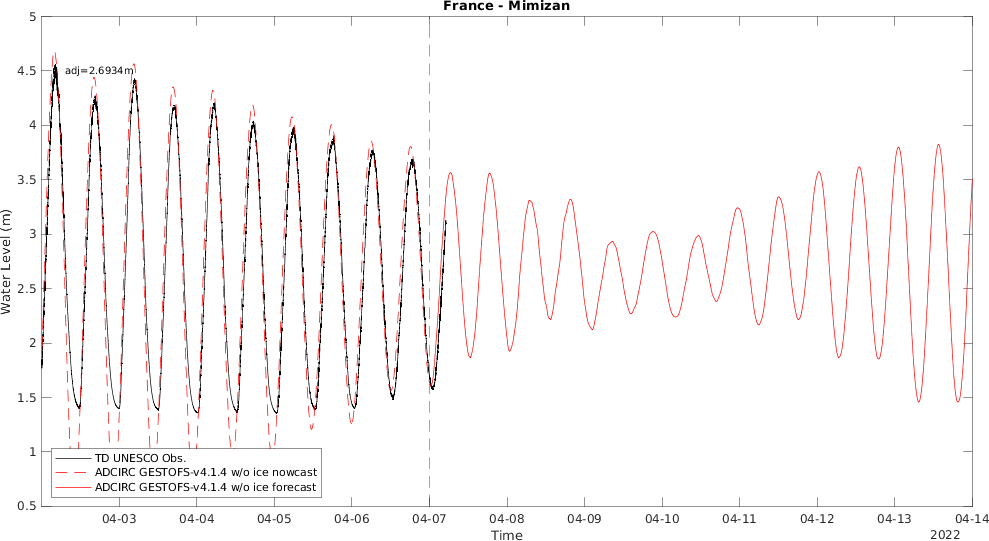 France - Mimizan
5
4.5
4
3.5
3
2.5
2
1.5
1
0.5
Water Level (m)
adj=2.6934m
TD UNESCO Obs.
ADCIRC GESTOFS-v4.1.4 w/o ice nowcast
ADCIRC GESTOFS-v4.1.4 w/o ice forecast
04-03 04-04 04-05 04-06 04-07 04-08 04-09 04-10 04-11 04-12 04-13 04-14
Time
2022